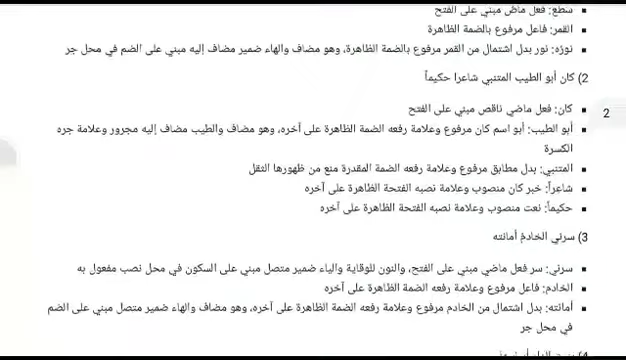 سطع: فعل ماض مبني على الفتح
القمر: فاعل مرفوع بالضمة الظاهرة
نوره: نور بدل اشتمال من القمر مرفوع بالضمة الظاهرة، وهو مضاف والهاء ضمير مضاف إليه مبني على الضم في محل جر
2) كان أبو الطيب المتنبي شاعرا حكيماً
كان: فعل ماضي ناقص مبني على الفتح
2
أبو الطيب: أبو اسم كان مرفوع وعلامة رفعه الضمة الظاهرة على أخره، وهو مضاف والطيب مضاف إليه مجرور وعلامة جره
الكسرة
المتنبي: بدل مطابق مرفوع وعلامة رفعه الضمة المقدرة منع من ظهورها الثقل
شاعراً: خبر كان منصوب وعلامة نصبه الفتحة الظاهرة على أخره
حكيماً: نعت منصوب وعلامة نصبه الفتحة الظاهرة على أخره
3) سرني الخادمُ أمانته
سرني: سر فعل ماضي مبني على الفتح، والنون للوقاية والياء ضمير متصل مبني على السكون في محل نصب مفعول به
الخادم: فاعل مرفوع وعلامة رفعه الضمة الظاهرة على أخره
أمانته: بدل اشتمال من الخادم مرفوع وعلامة رفعه الضمة الظاهرة على أخره، وهو مضاف والهاء ضمير متصل مبني على الضم
في محل جر